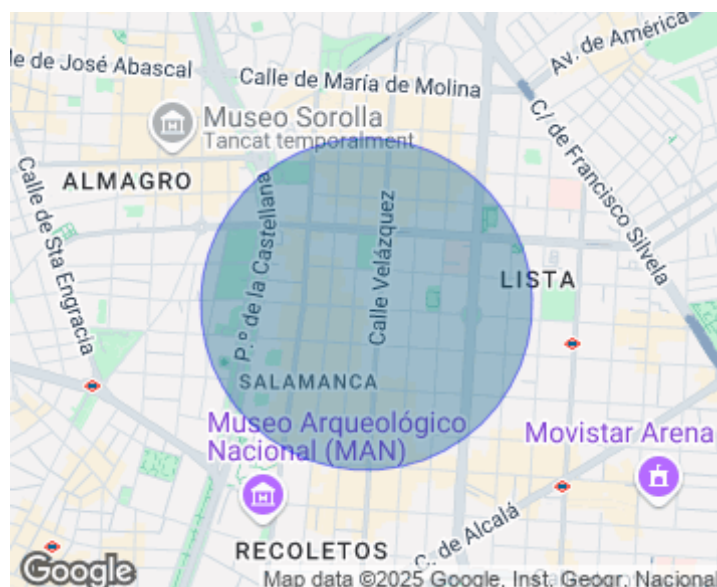 le de José Abascal
Calle de María de Molina
Av. de América
Museo Sorolla
Tancat temporalment
C/ de Francisco Silvela
ALMAGRO
Calle de Sta Engracia
P.º de la Castellana
Calle Velázquez
LISTA
SALAMANCA
Museo Arqueológico
Nacional (MAN)
Movistar Arena
C. de Alcalá
RECOLETOS
Google
Map data ©2025 Google, Inst. Geogr. Nacional